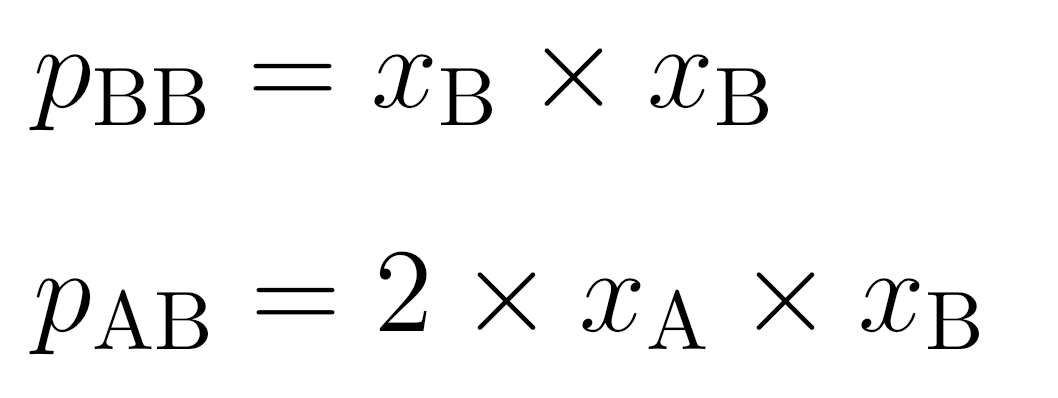 p_BB = x_B × x_B
p_AB = 2 × x_A × x_B